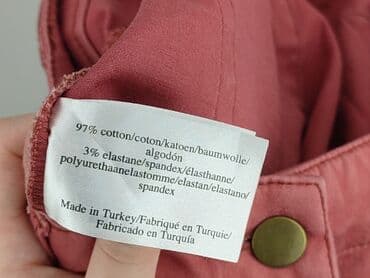 97% cotton/coton/katoen/baumwolle/
algodón
3% elastane/spandex/élasthanne/
polyurethaanelastomme/elastan/elastano/
spandex
Made in Turkey/Fabriqué en Turquie/
Fabricado en Turquía